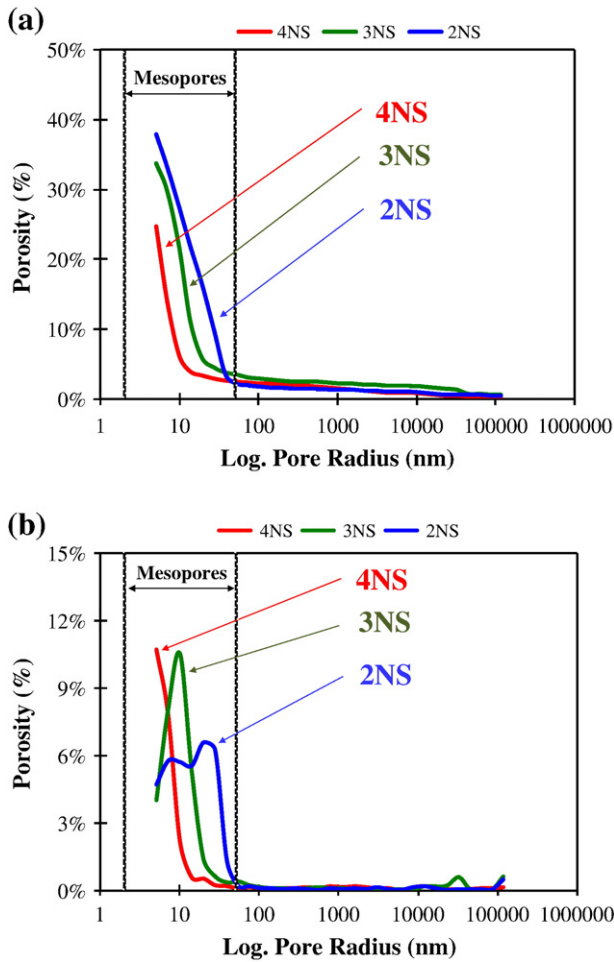 (a)
4NS 3NS 2NS
50%
Mesopores
40%
4NS
3NS
30%
2NS
20%
10%
0%
Porosity (%)
1 10 100 1000 10000 100000 1000000
Log. Pore Radius (nm)
(b)
4NS 3NS 2NS
15%
Mesopores
4NS
12%
3NS
9%
2NS
6%
3%
0%
Porosity (%)
1 10 100 1000 10000 100000 1000000
Log. Pore Radius (nm)